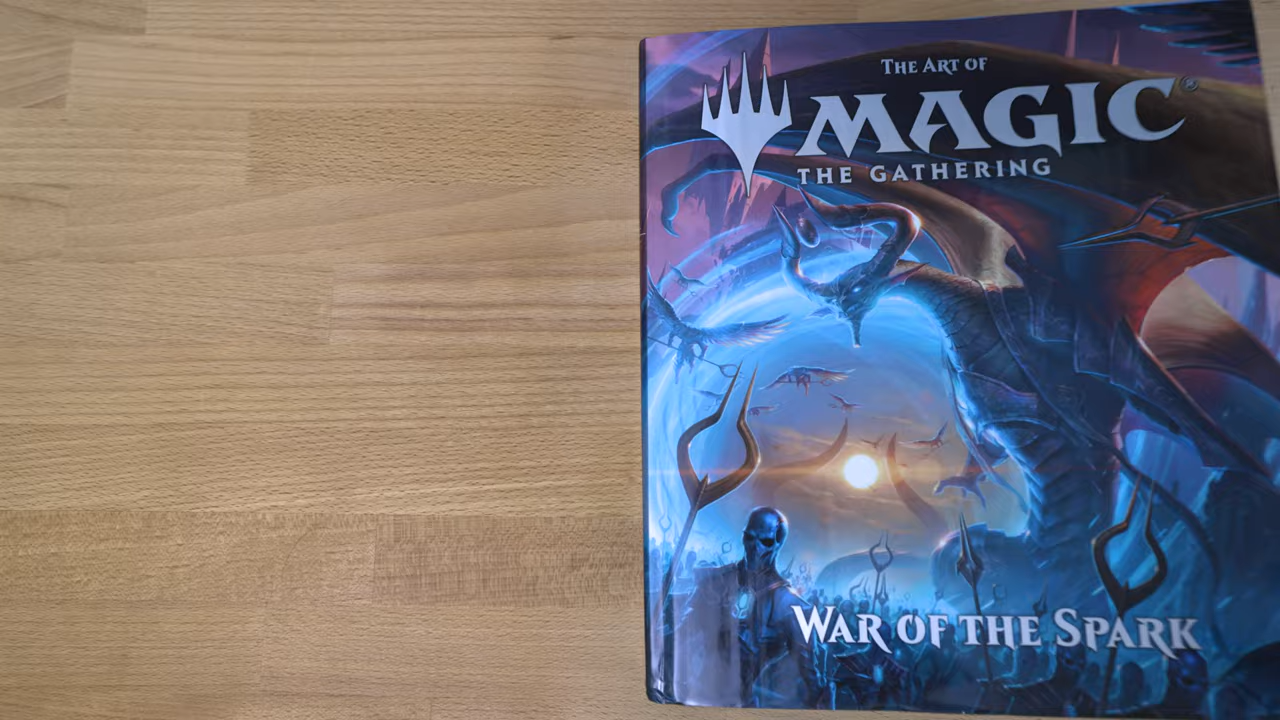 THE ART OF
MAGIC®
THE GATHERING
WAR OF THE SPARK